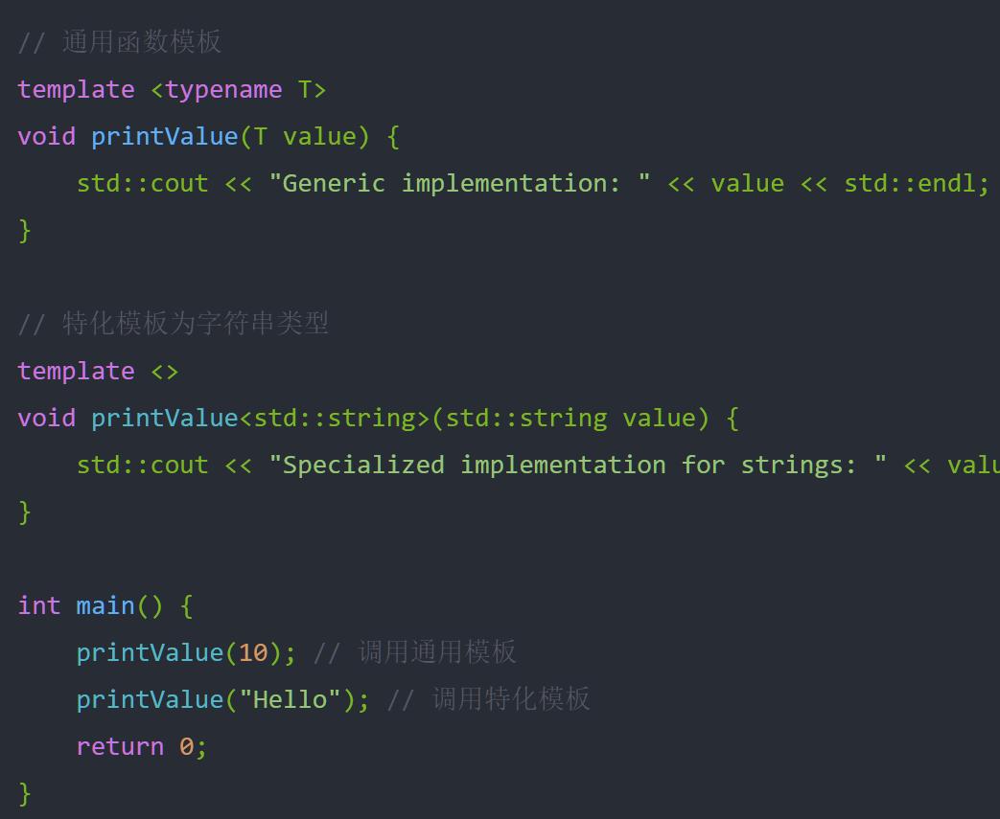 // 通用函数模板
template <typename T>
void printValue(T value) {
    std::cout << "Generic implementation: " << value << std::endl;
}
// 特化模板为字符串类型
template <>
void printValue<std::string>(std::string value) {
    std::cout << "Specialized implementation for strings: " << valu
}
int main() {
    printValue(10); // 调用通用模板
    printValue("Hello"); // 调用特化模板
    return 0;
}